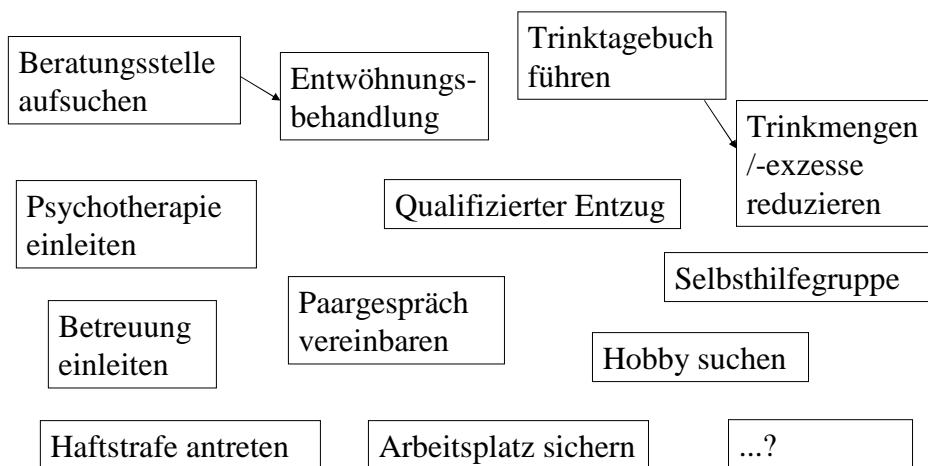 Beratungsstelle
aufsuchen
Entwöhnungs-
behandlung
Trinktagebuch
führen
Trinkmengen
/-exzesse
reduzieren
Psychotherapie
einleiten
Qualifizierter Entzug
Selbsthilfegruppe
Betreuung
einleiten
Paargespräch
vereinbaren
Hobby suchen
Haftstrafe antreten
Arbeitsplatz sichern
...?